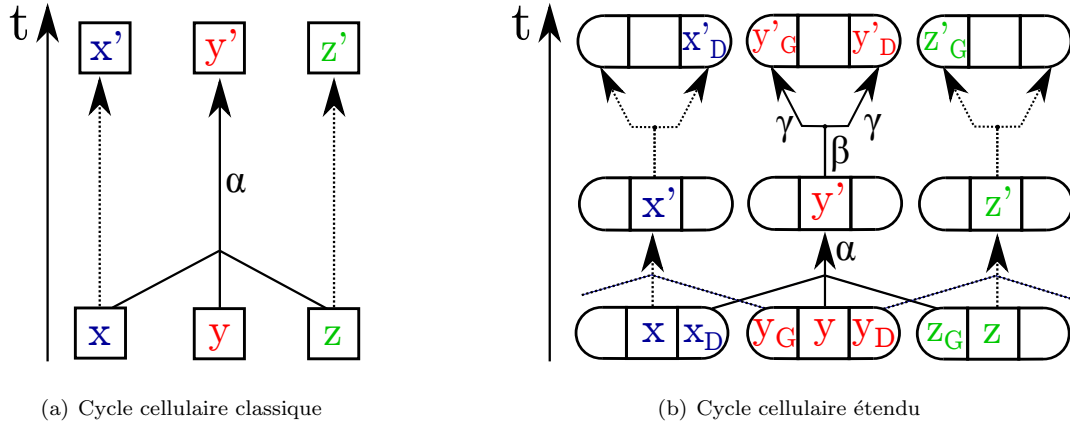 t x' y' z'
α
x y z
(a) Cycle cellulaire classique
t x'D y'G y'D z'G
γ γ
β
x' y' z'
α
x xD yG y yD zG z
(b) Cycle cellulaire étendu